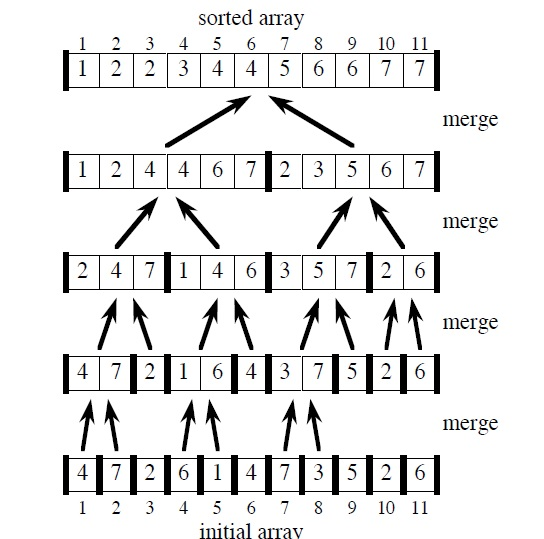 sorted array
1 2 3 4 5 6 7 8 9 10 11
1 2 2 3 4 4 5 6 6 7 7
merge
1 2 4 4 6 7 2 3 5 6 7
merge
2 4 7 1 4 6 3 5 7 2 6
merge
4 7 2 1 6 4 3 7 5 2 6
merge
4 7 2 6 1 4 7 3 5 2 6
1 2 3 4 5 6 7 8 9 10 11
initial array